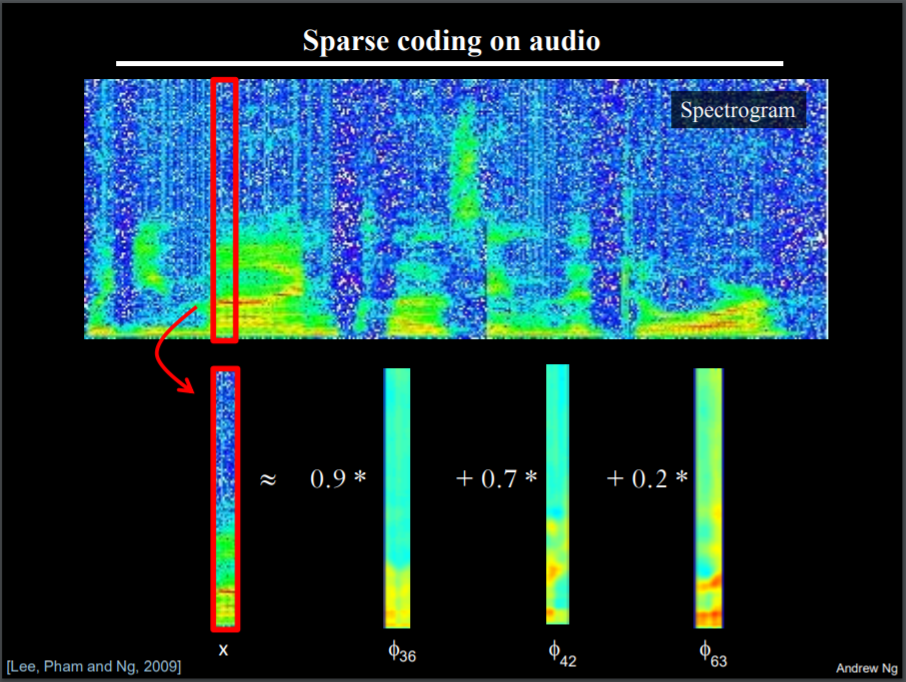 Sparse coding on audio
Spectrogram
≈ 0.9 * + 0.7 * + 0.2 *
x ϕ36 ϕ42 ϕ63
[Lee, Pham and Ng, 2009] Andrew Ng